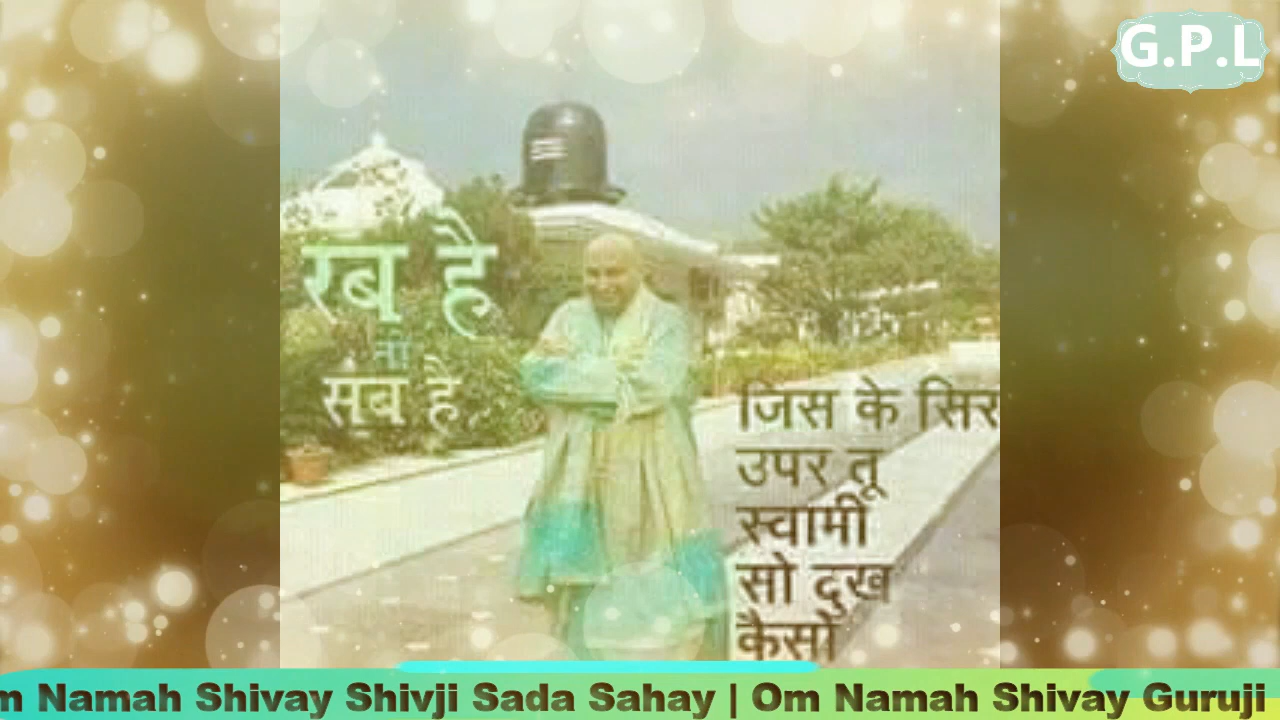 G.P.L
रब है
तो
सब है
जिस के सिर
उपर तू
स्वामी
सो दुख
कैसो
m Namah Shivay Shivji Sada Sahay | Om Namah Shivay Guruji